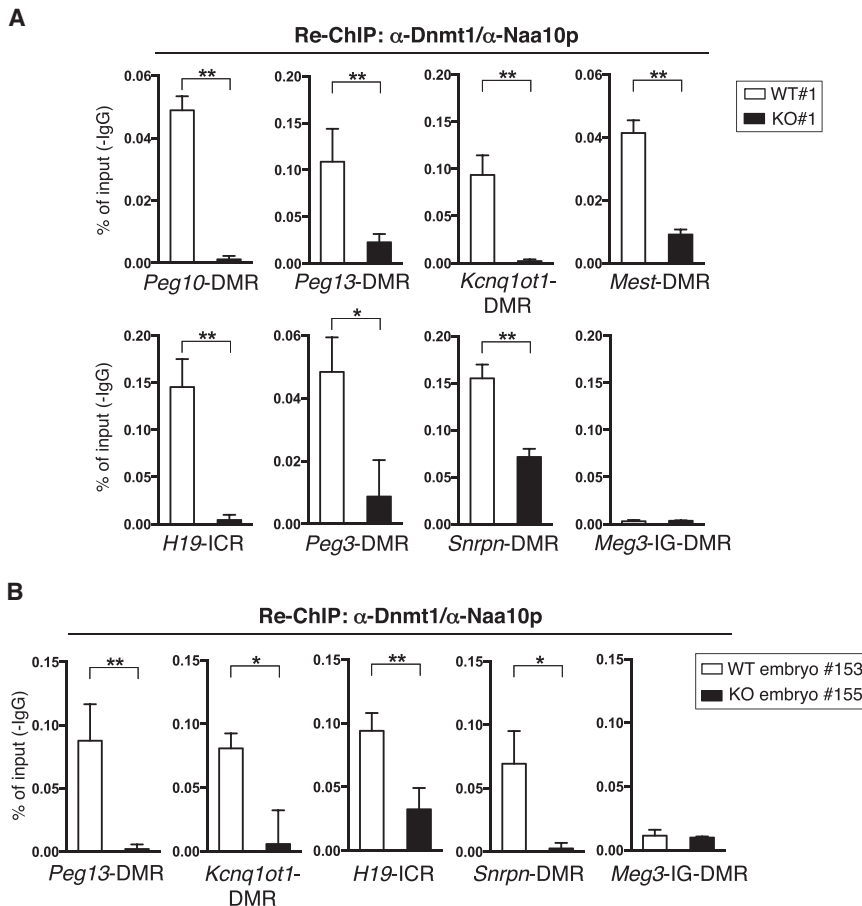 A
Re-ChIP: α-Dnmt1/α-Naa10p
WT#1
KO#1
% of input (-IgG)
0.06
0.04
0.02
0.00
**
Peg10-DMR
0.20
0.15
0.10
0.05
0.00
**
Peg13-DMR
0.20
0.15
0.10
0.05
0.00
**
Kcnq1ot1-
DMR
0.06
0.04
0.02
0.00
**
Mest-DMR
% of input (-IgG)
0.20
0.15
0.10
0.05
0.00
**
H19-ICR
0.06
0.04
0.02
0.00
*
Peg3-DMR
0.20
0.15
0.10
0.05
0.00
**
Snrpn-DMR
0.20
0.15
0.10
0.05
0.00
Meg3-IG-DMR
B
Re-ChIP: α-Dnmt1/α-Naa10p
WT embryo #153
KO embryo #155
% of input (-IgG)
0.15
0.10
0.05
0.00
**
Peg13-DMR
0.15
0.10
0.05
0.00
*
Kcnq1ot1-
DMR
0.15
0.10
0.05
0.00
**
H19-ICR
0.15
0.10
0.05
0.00
*
Snrpn-DMR
0.15
0.10
0.05
0.00
Meg3-IG-DMR